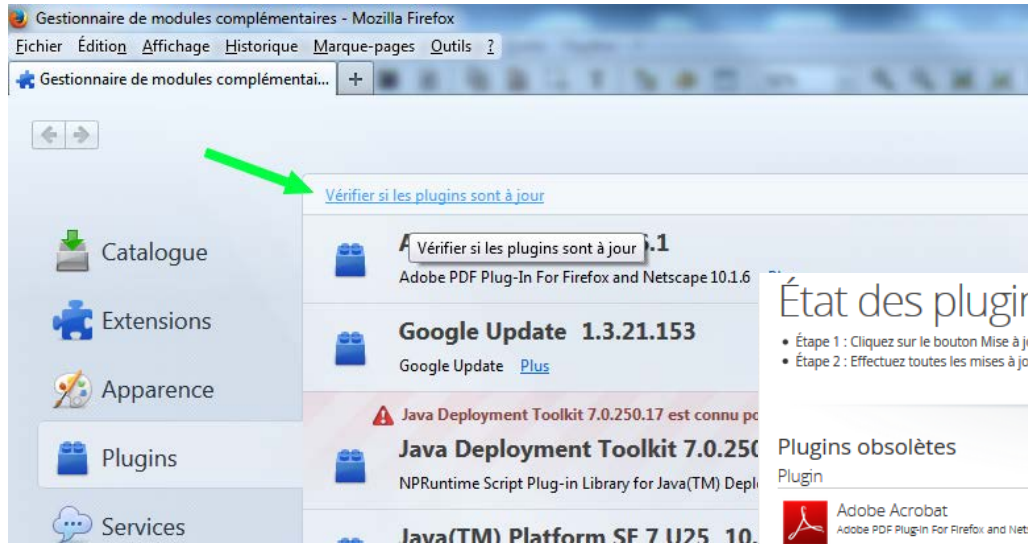 Gestionnaire de modules complémentaires - Mozilla Firefox
Fichier Édition Affichage Historique Marque-pages Outils ?
Gestionnaire de modules complémentai... +
Vérifier si les plugins sont à jour
Catalogue
Extensions
Apparence
Plugins
Services
Vérifier si les plugins sont à jour
Adobe PDF Plug-In For Firefox and Netscape 10.1.6
Google Update 1.3.21.153
Google Update Plus
Java Deployment Toolkit 7.0.250.17 est connu
Java Deployment Toolkit 7.0.250
NPRuntime Script Plug-in Library for Java(TM)
Java(TM) Platform SE 7 U25 10.
État des
• Étape 1 : Cliquez sur le bouton Mise à
• Étape 2 : Effectuez toutes les mises à
Plugins obsolètes
Plugin
Adobe Acrobat
Adobe PDF Plug-In For Firefox and